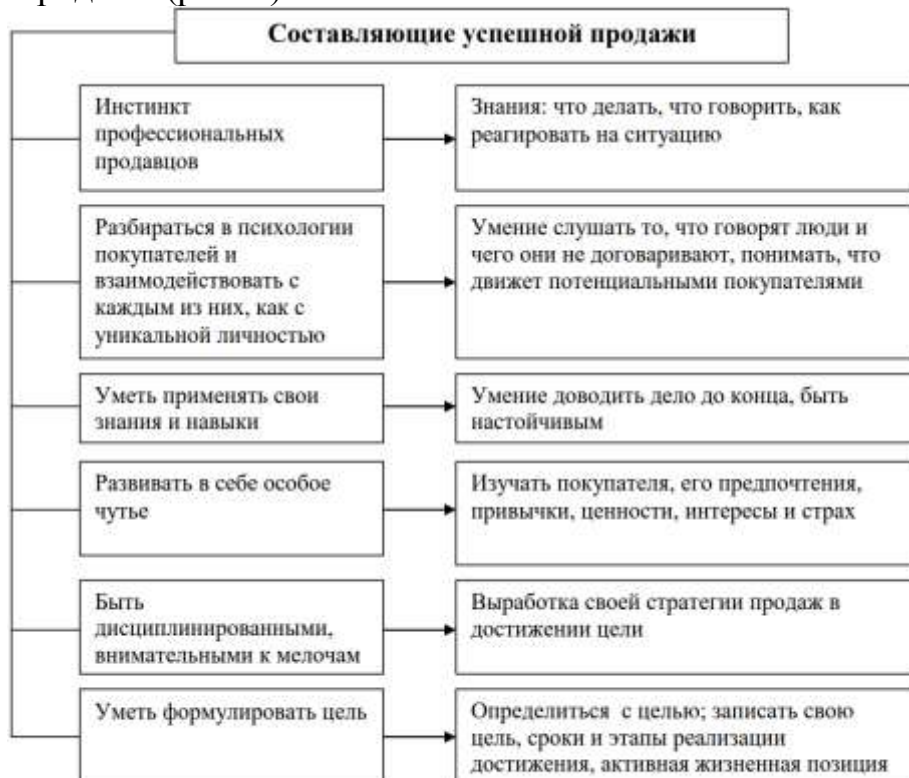 Составляющие успешной продажи
Инстинкт
профессиональных
продавцов
Знания: что делать, что говорить, как
реагировать на ситуацию
Разбираться в психологии
покупателей и
взаимодействовать с
каждым из них, как с
уникальной личностью
Умение слушать то, что говорят люди и
чего они не договаривают, понимать, что
движет потенциальными покупателями
Уметь применять свои
знания и навыки
Умение доводить дело до конца, быть
настойчивым
Развивать в себе особое
чутье
Изучать покупателя, его предпочтения,
привычки, ценности, интересы и страх
Быть
дисциплинированными,
внимательными к мелочам
Выработка своей стратегии продаж в
достижении цели
Уметь формулировать цель
Определиться с целью; записать свою
цель, сроки и этапы реализации
достижения, активная жизненная позиция